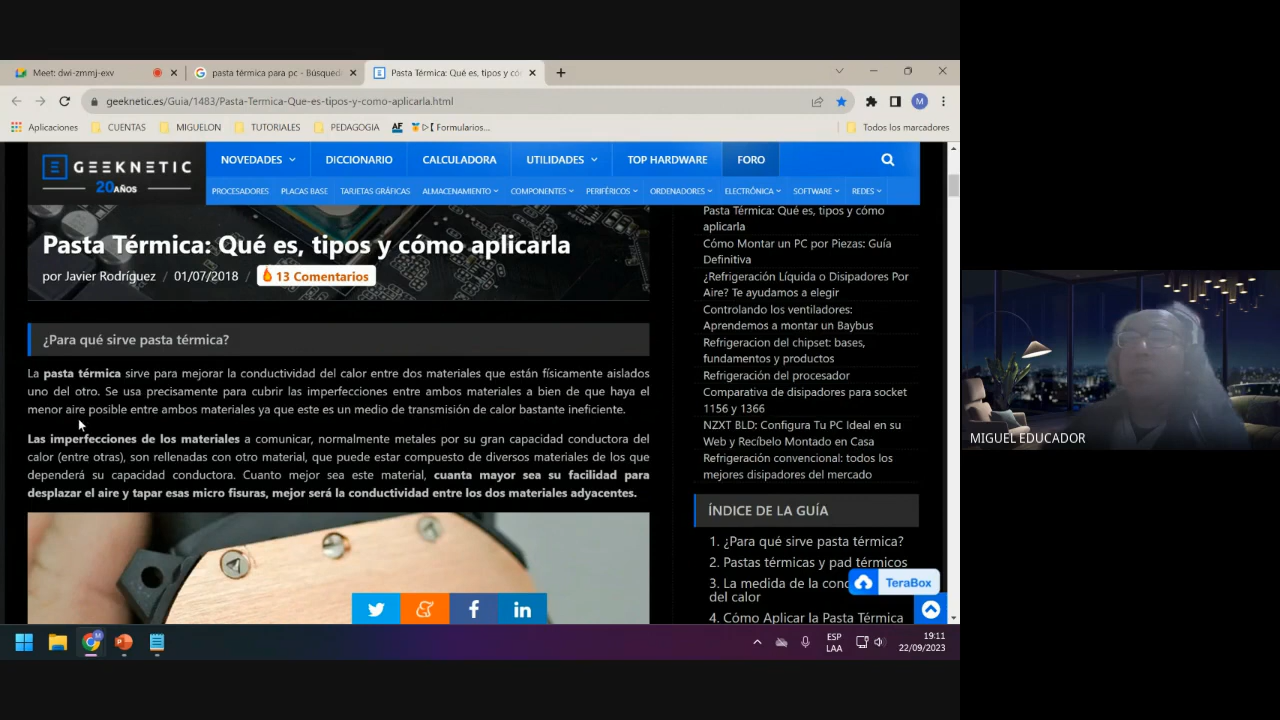 Meet: dwi-zmmj-exv
pasta térmica para pc - Búsqued
Pasta Térmica: Qué es, tipos y có
geeknetic.es/Guia/1483/Pasta-Termica-Que-es-tipos-y-como-aplicarla.html
M
Aplicaciones CUENTAS MIGUELON TUTORIALES PEDAGOGIA Formularios... Todos los marcadores
GEEKNETIC
20 AÑOS
NOVEDADES DICCIONARIO CALCULADORA UTILIDADES TOP HARDWARE FORO
PROCESADORES PLACAS BASE TARJETAS GRÁFICAS ALMACENAMIENTO COMPONENTES PERIFÉRICOS ORDENADORES ELECTRÓNICA SOFTWARE REDES
Pasta Térmica: Qué es, tipos y cómo aplicarla
por Javier Rodríguez / 01/07/2018 / 13 Comentarios
¿Para qué sirve pasta térmica?
La pasta térmica sirve para mejorar la conductividad del calor entre dos materiales que están físicamente aislados
uno del otro. Se usa precisamente para cubrir las imperfecciones entre ambos materiales a bien de que haya el
menor aire posible entre ambos materiales ya que este es un medio de transmisión de calor bastante ineficiente.
Las imperfecciones de los materiales a comunicar, normalmente metales por su gran capacidad conductora del
calor (entre otras), son rellenadas con otro material, que puede estar compuesto de diversos materiales de los que
dependerá su capacidad conductora. Cuanto mejor sea este material, cuanta mayor sea su facilidad para
desplazar el aire y tapar esas micro fisuras, mejor será la conductividad entre los dos materiales adyacentes.
Pasta Térmica: Qué es, tipos y cómo
aplicarla
Cómo Montar un PC por Piezas: Guía
Definitiva
¿Refrigeración Líquida o Disipadores Por
Aire? Te ayudamos a elegir
Controlando los ventiladores:
Aprendemos a montar un Baybus
Refrigeracion del chipset: bases,
fundamentos y productos
Refrigeración del procesador
Comparativa de disipadores para socket
1156 y 1366
NZXT BLD: Configura Tu PC Ideal en su
Web y Recíbelo Montado en Casa
Refrigeración convencional: todos los
mejores disipadores del mercado
ÍNDICE DE LA GUÍA
1. ¿Para qué sirve pasta térmica?
2. Pastas térmicas y pad térmicos
3. La medida de la
del calor
4. Cómo Aplicar la Pasta Térmica
TeraBox
ESP
LAA
19:11
22/09/2023
MIGUEL EDUCADOR